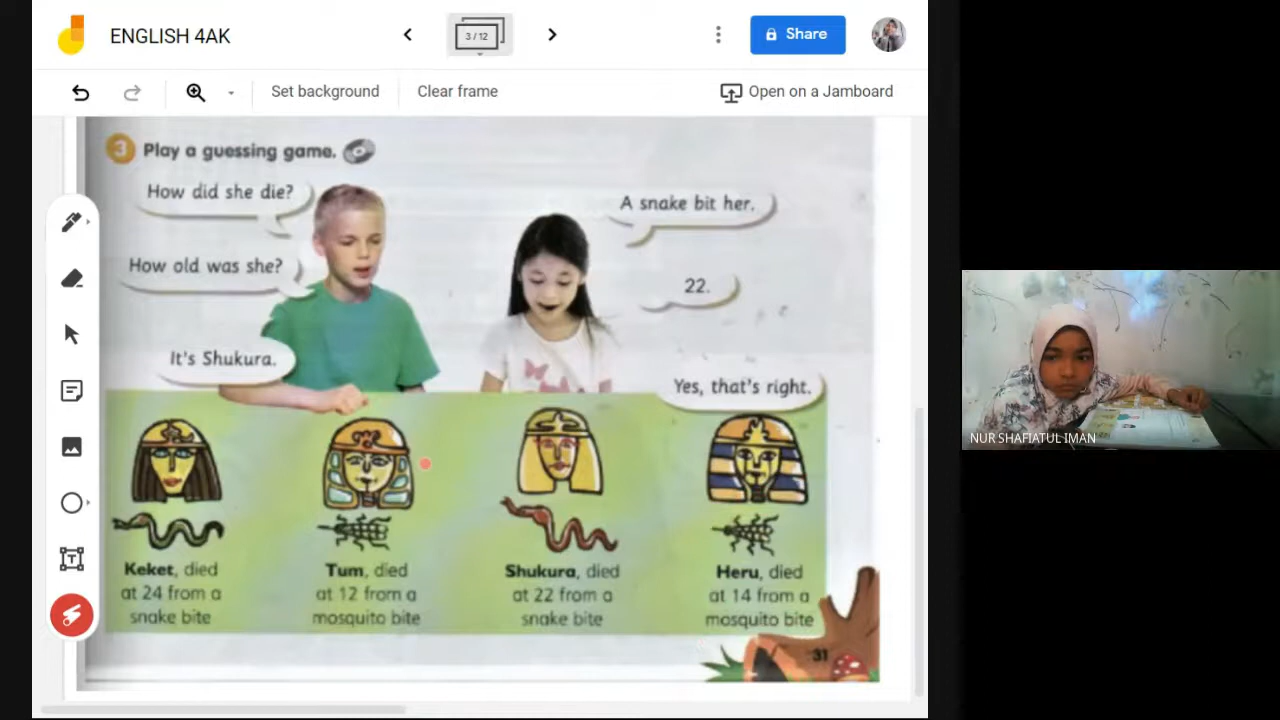 ENGLISH 4AK
3 / 12
Share
Set background
Clear frame
Open on a Jamboard
3 Play a guessing game.
How did she die?
A snake bit her.
How old was she?
22.
It's Shukura.
Yes, that's right.
Keket, died
at 24 from a
snake bite
Tum, died
at 12 from a
mosquito bite
Shukura, died
at 22 from a
snake bite
Heru, died
at 14 from a
mosquito bite
31
T
NUR SHAFIATUL IMAN